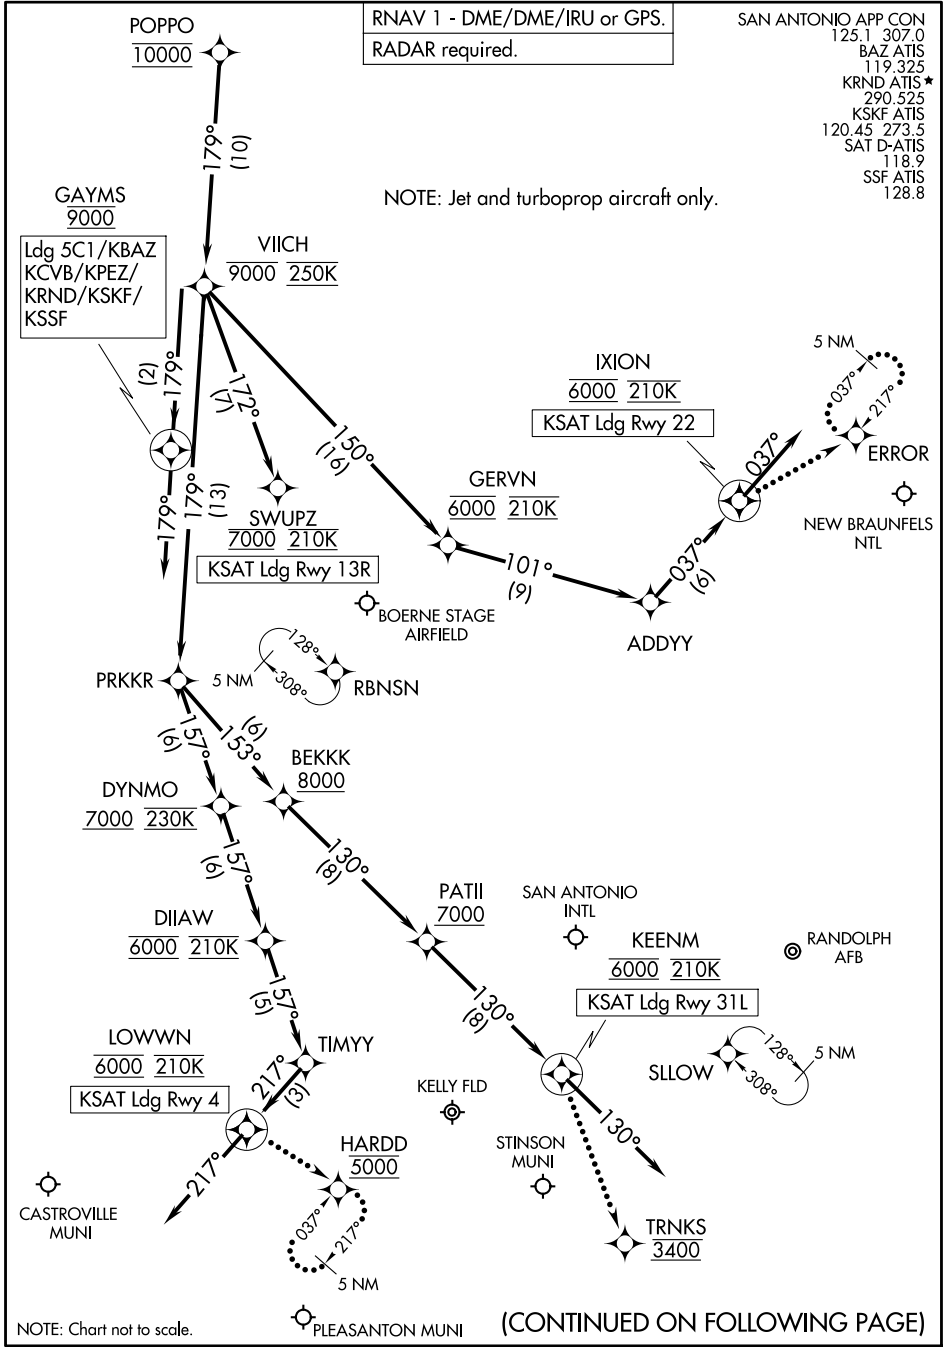 RNAV 1 - DME/DME/IRU or GPS.
RADAR required.
SAN ANTONIO APP CON
125.1 307.0
BAZ ATIS
119.325
KRND ATIS★
290.525
KSKF ATIS
120.45 273.5
SAT D-ATIS
118.9
SSF ATIS
128.8
POPPO
10000
179°
(10)
NOTE: Jet and turboprop aircraft only.
GAYMS
9000
Ldg 5C1/KBAZ
KCVB/KPEZ/
KRND/KSKF/
KSSF
VIICH
9000 250K
(2)
179°
179°
179°
(13)
172°
(7)
150°
(16)
SWUPZ
7000 210K
KSAT Ldg Rwy 13R
GERVN
6000 210K
101°
(9)
IXION
6000 210K
KSAT Ldg Rwy 22
037°
037°
(6)
ADDYY
5 NM
037°
217°
ERROR
NEW BRAUNFELS
NTL
BOERNE STAGE
AIRFIELD
PRKKR
5 NM
128°
308°
RBNSN
157°
(6)
(6)
153°
DYNMO
7000 230K
BEKKK
8000
157°
(6)
130°
(8)
DIIAW
6000 210K
PATII
7000
SAN ANTONIO
INTL
RANDOLPH
AFB
KEENM
6000 210K
KSAT Ldg Rwy 31L
157°
(5)
130°
(8)
LOWWN
6000 210K
KSAT Ldg Rwy 4
TIMYY
217°
(3)
217°
KELLY FLD
SLLOW
128°
308°
5 NM
130°
STINSON
MUNI
HARDD
5000
037°
217°
5 NM
CASTROVILLE
MUNI
TRNKS
3400
PLEASANTON MUNI
NOTE: Chart not to scale.
(CONTINUED ON FOLLOWING PAGE)